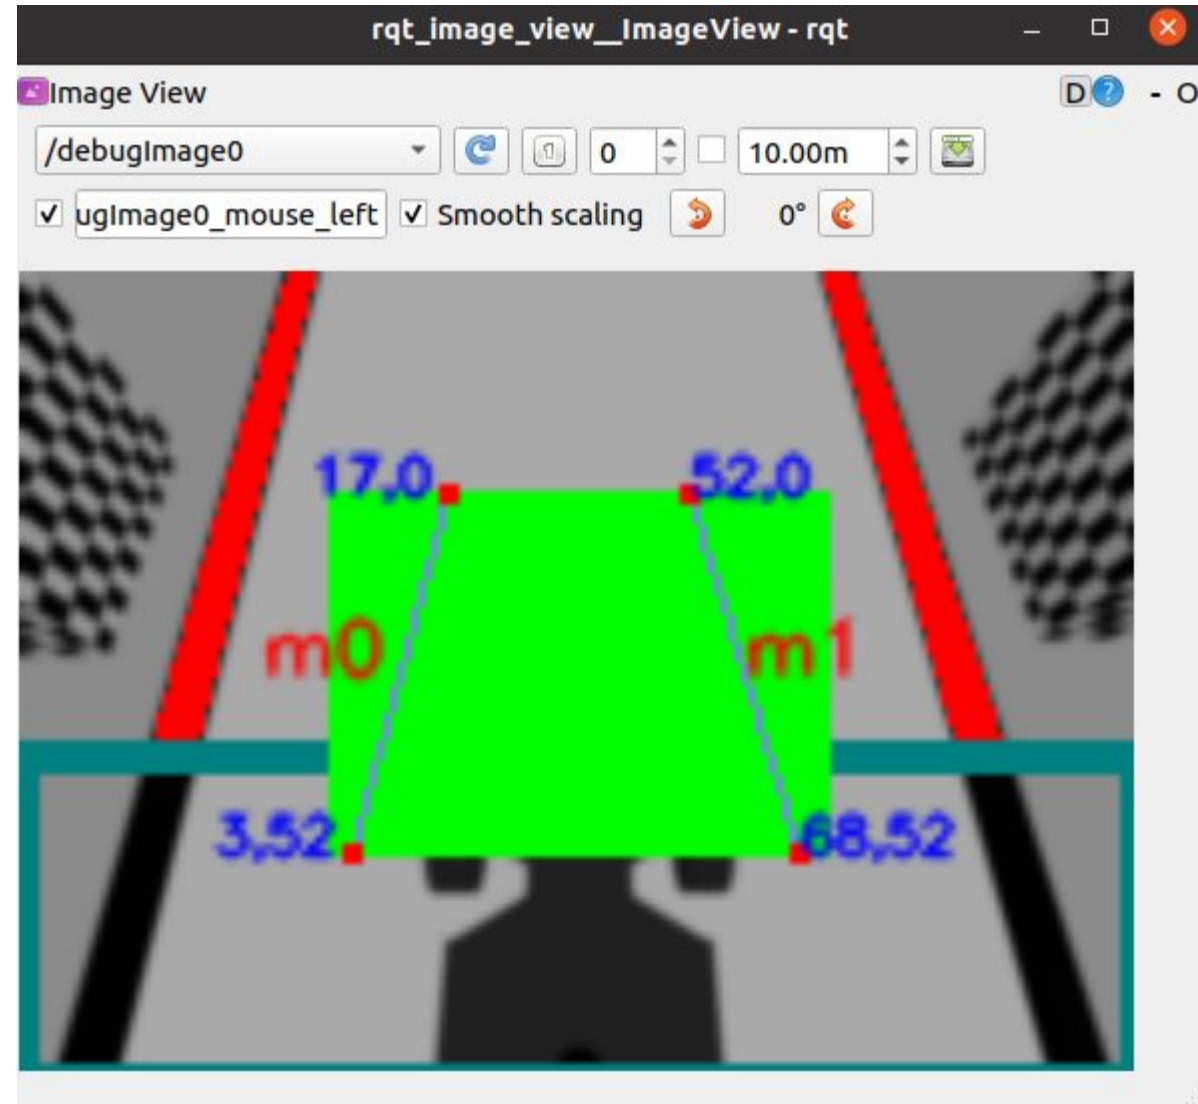 rqt_image_view__ImageView - rqt
Image View D ? - O
/debugImage0 1 0 10.00m
ugImage0_mouse_left Smooth scaling 0°
17,0 52,0
m0 m1
3,52 68,52